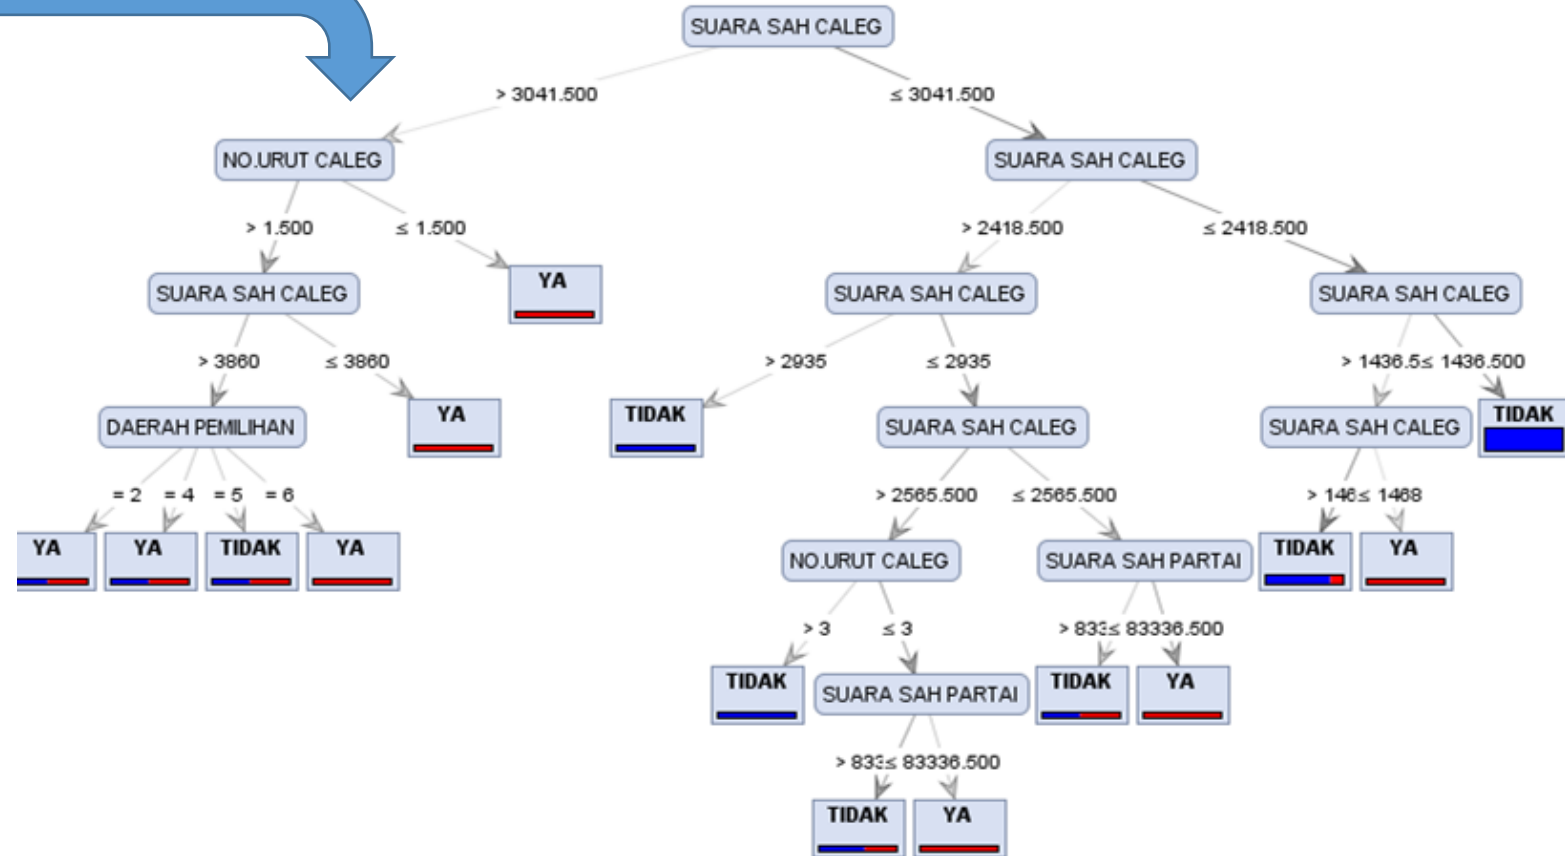 SUARA SAH CALEG
> 3041.500 ≤ 3041.500
NO.URUT CALEG SUARA SAH CALEG
> 1.500 ≤ 1.500 > 2418.500 ≤ 2418.500
SUARA SAH CALEG YA SUARA SAH CALEG SUARA SAH CALEG
> 3860 ≤ 3860 > 2935 ≤ 2935 > 1436.5 ≤ 1436.500
DAERAH PEMILIHAN YA TIDAK SUARA SAH CALEG SUARA SAH CALEG TIDAK
= 2 = 4 = 5 = 6 > 2565.500 ≤ 2565.500 > 146 ≤ 1468
YA YA TIDAK YA NO.URUT CALEG SUARA SAH PARTAI TIDAK YA
> 3 ≤ 3 > 833 ≤ 83336.500
TIDAK SUARA SAH PARTAI TIDAK YA
> 833 ≤ 83336.500
TIDAK YA